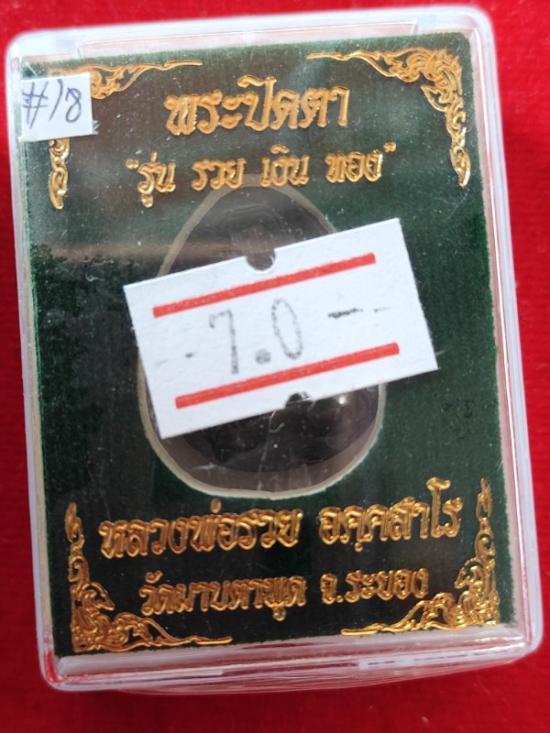 #18
พระปิดตา
"รุ่น รวย เงิน ทอง"
-7.0-
หลวงพ่อรวย อคฺคสาโร
วัดมาบตาพุด จ.ระยอง